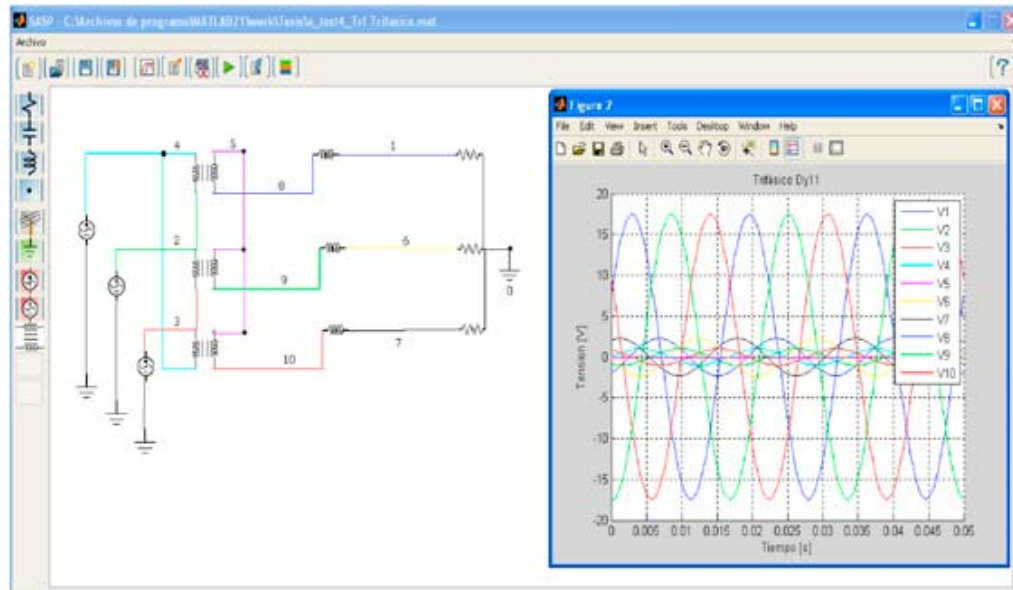 SASP - C:\Archivos de programa\MATLAB71\work\Tesis\a_test4_Trf Trifasico.mat
Archivo
4
5
1
8
2
6
9
0
3
7
10
Figure 2
File Edit View Insert Tools Desktop Window Help
Trifásico Dy11
20
15
10
5
0
-5
-10
-15
-20
Tension [V]
0 0.005 0.01 0.015 0.02 0.025 0.03 0.035 0.04 0.045 0.05
Tiempo [s]
V1
V2
V3
V4
V5
V6
V7
V8
V9
V10